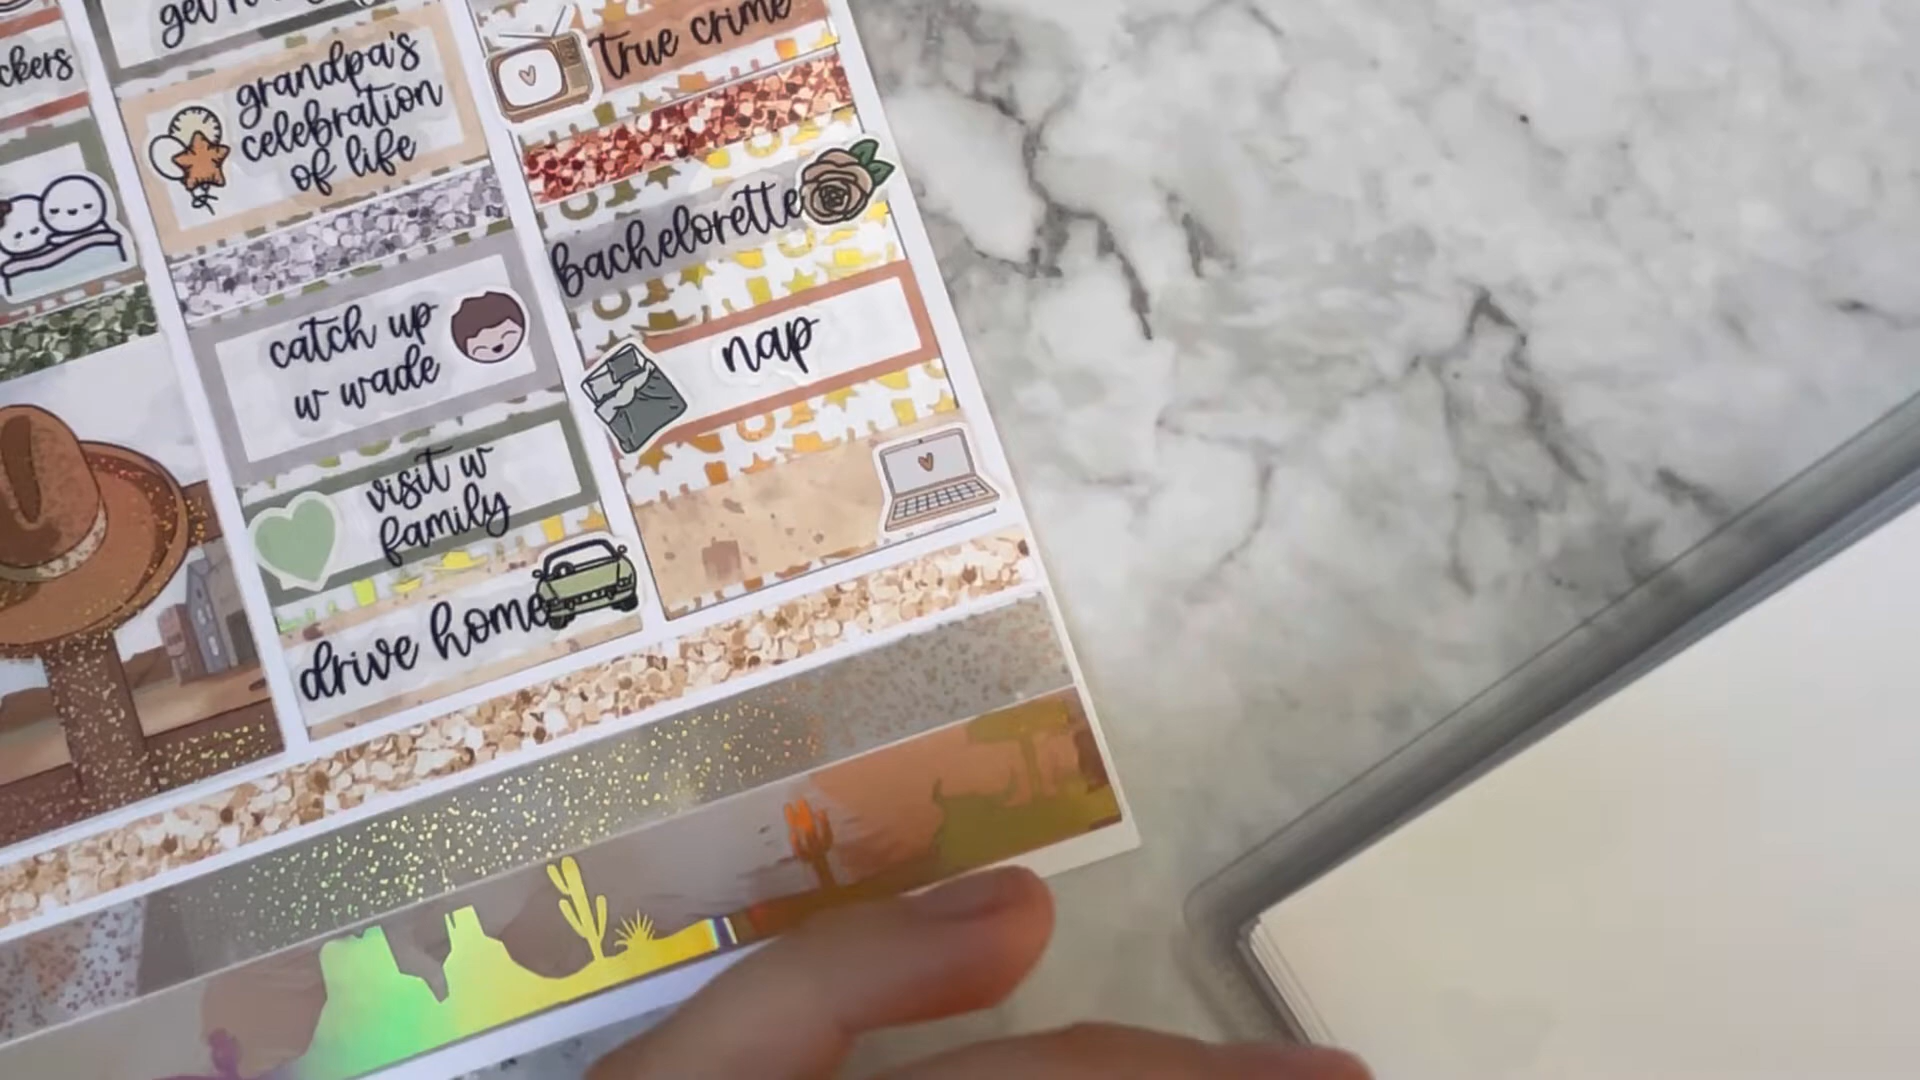 ckers
grandpa's
celebration
of life
catch up
w wade
visit w
family
drive home
true crime
bachelorette
nap